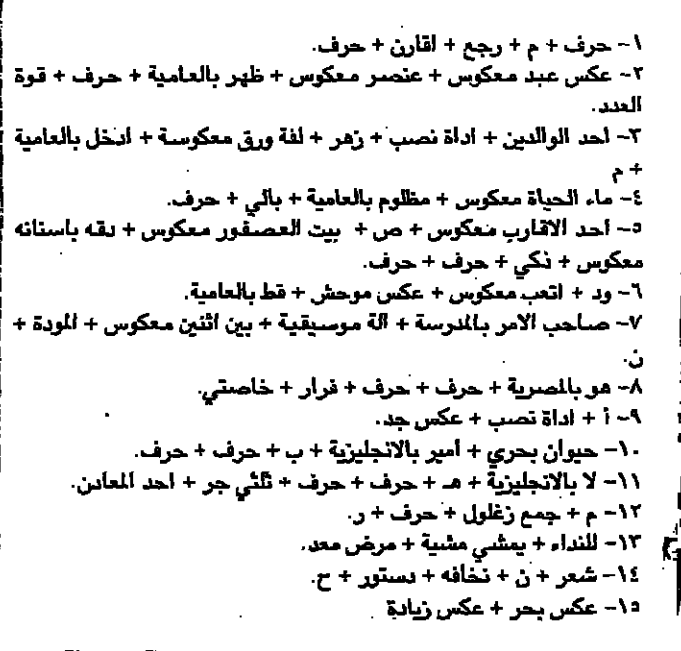 ١- حرف + م + رجع + اقارن + حرف.
٢- عكس عبد معكوس + عنصر معكوس + ظهر بالعامية + حرف + قوة
العدد.
٣- احد الوالدين + اداة نصب + زهر + لفة ورق معكوسة + ادخل بالعامية
+ م
٤- ماء الحياة معكوس + مظلوم بالعامية + بالي + حرف.
٥- احد الاقارب معكوس + ص + بيت العصفور معكوس + دقه باسنانه
معكوس + ذكي + حرف + حرف.
٦- ود + اتعب معكوس + عكس موحش + قط بالعامية.
٧- صاحب الامر بالمدرسة + آلة موسيقية + بين اثنين معكوس + المودة +
ن.
٨- هو بالمصرية + حرف + حرف + فرار + خاصتي.
٩- أ + اداة نصب + عكس جد.
١٠- حيوان بحري + امير بالانجليزية + ب + حرف + حرف.
١١- لا بالانجليزية + هـ + حرف + حرف + ثلثي جر + احد المعادن.
١٢- م + جمع زغلول + حرف + ر.
١٣- للنداء + يمشي مشية + مرض معد.
١٤- شعر + ن + نخافه + دستور + ح.
١٥- عكس بحر + عكس زيادة